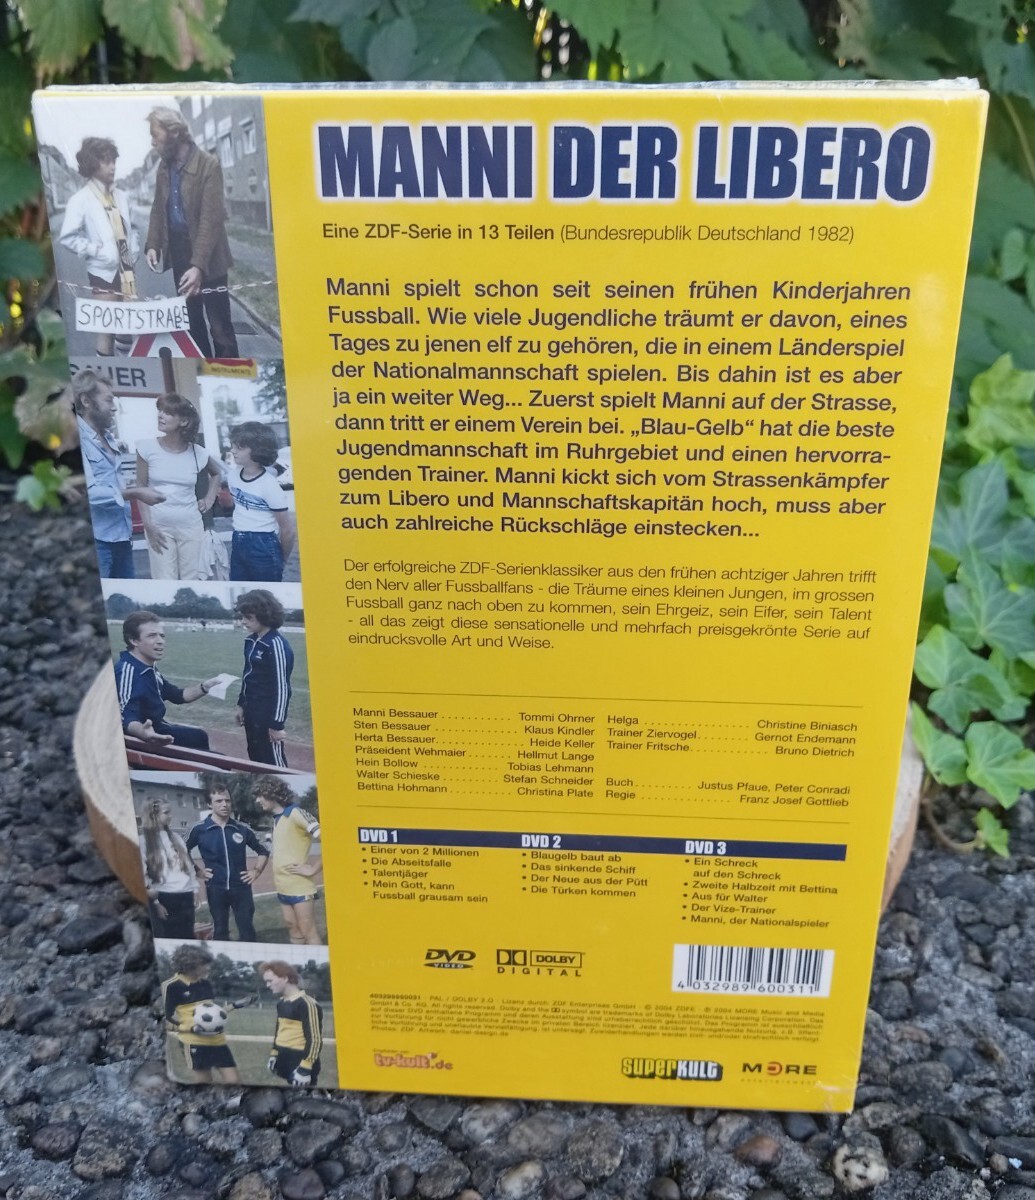 MANNI DER LIBERO
Eine ZDF-Serie in 13 Teilen (Bundesrepublik Deutschland 1982)
Manni spielt schon seit seinen frühen Kinderjahren
Fussball. Wie viele Jugendliche träumt er davon, eines
Tages zu jenen elf zu gehören, die in einem Länderspiel
der Nationalmannschaft spielen. Bis dahin ist es aber
ja ein weiter Weg... Zuerst spielt Manni auf der Strasse,
dann tritt er einem Verein bei. „Blau-Gelb“ hat die beste
Jugendmannschaft im Ruhrgebiet und einen hervorra-
genden Trainer. Manni kickt sich vom Strassenkämpfer
zum Libero und Mannschaftskapitän hoch, muss aber
auch zahlreiche Rückschläge einstecken...
Der erfolgreiche ZDF-Serienklassiker aus den frühen achtziger Jahren trifft
den Nerv aller Fussballfans - die Träume eines kleinen Jungen, im grossen
Fussball ganz nach oben zu kommen, sein Ehrgeiz, sein Eifer, sein Talent
- all das zeigt diese sensationelle und mehrfach preisgekrönte Serie auf
eindrucksvolle Art und Weise.
Manni Bessauer . . . . . . . . . . . Tommi Ohrner
Sten Bessauer . . . . . . . . . . . . . Klaus Kindler
Herta Bessauer. . . . . . . . . . . . . Heide Keller
Präseident Wehmaier . . . . . . . Hellmut Lange
Hein Bollow . . . . . . . . . . . . . Tobias Lehmann
Walter Schieske . . . . . . . . . Stefan Schneider
Bettina Hohmann . . . . . . . . . . Christina Plate
Helga . . . . . . . . . . . . . . . . . Christine Biniasch
Trainer Ziervogel. . . . . . . . . Gernot Endemann
Trainer Fritsche. . . . . . . . . . . . . Bruno Dietrich
Buch. . . . . . . . . Justus Pfaue, Peter Conradi
Regie . . . . . . . . . . . . . . Franz Josef Gottlieb
DVD 1
• Einer von 2 Millionen
• Die Abseitsfalle
• Talentjäger
• Mein Gott, kann
Fussball grausam sein
DVD 2
• Blaugelb baut ab
• Das sinkende Schiff
• Der Neue aus der Pütt
• Die Türken kommen
DVD 3
• Ein Schreck
auf den Schreck
• Zweite Halbzeit mit Bettina
• Aus für Walter
• Der Vize-Trainer
• Manni, der Nationalspieler
DVD
VIDEO
DOLBY
DIGITAL
4 032989 600311
tv-kult.de
SUPERKULT
MORE
SPORTSTRAßE
SAUER